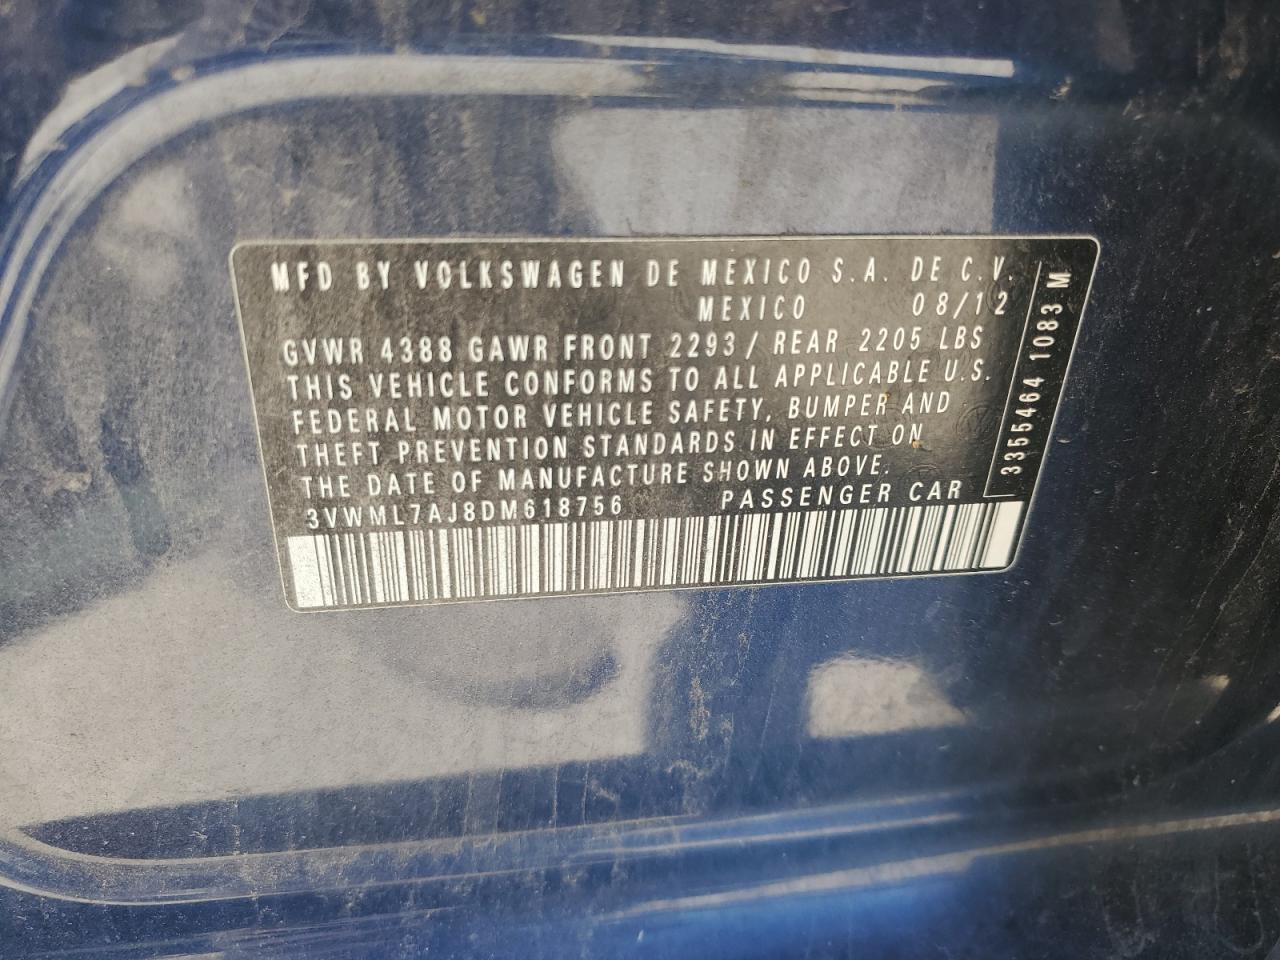 MFD BY VOLKSWAGEN DE MEXICO S.A. DE C.V.
MEXICO 08/12
GVWR 4388 GAWR FRONT 2293/ REAR 2205 LBS
THIS VEHICLE CONFORMS TO ALL APPLICABLE U.S.
FEDERAL MOTOR VEHICLE SAFETY, BUMPER AND
THEFT PREVENTION STANDARDS IN EFFECT ON
THE DATE OF MANUFACTURE SHOWN ABOVE.
3VWML7AJ8DM618756 PASSENGER CAR
3355464 1083 M